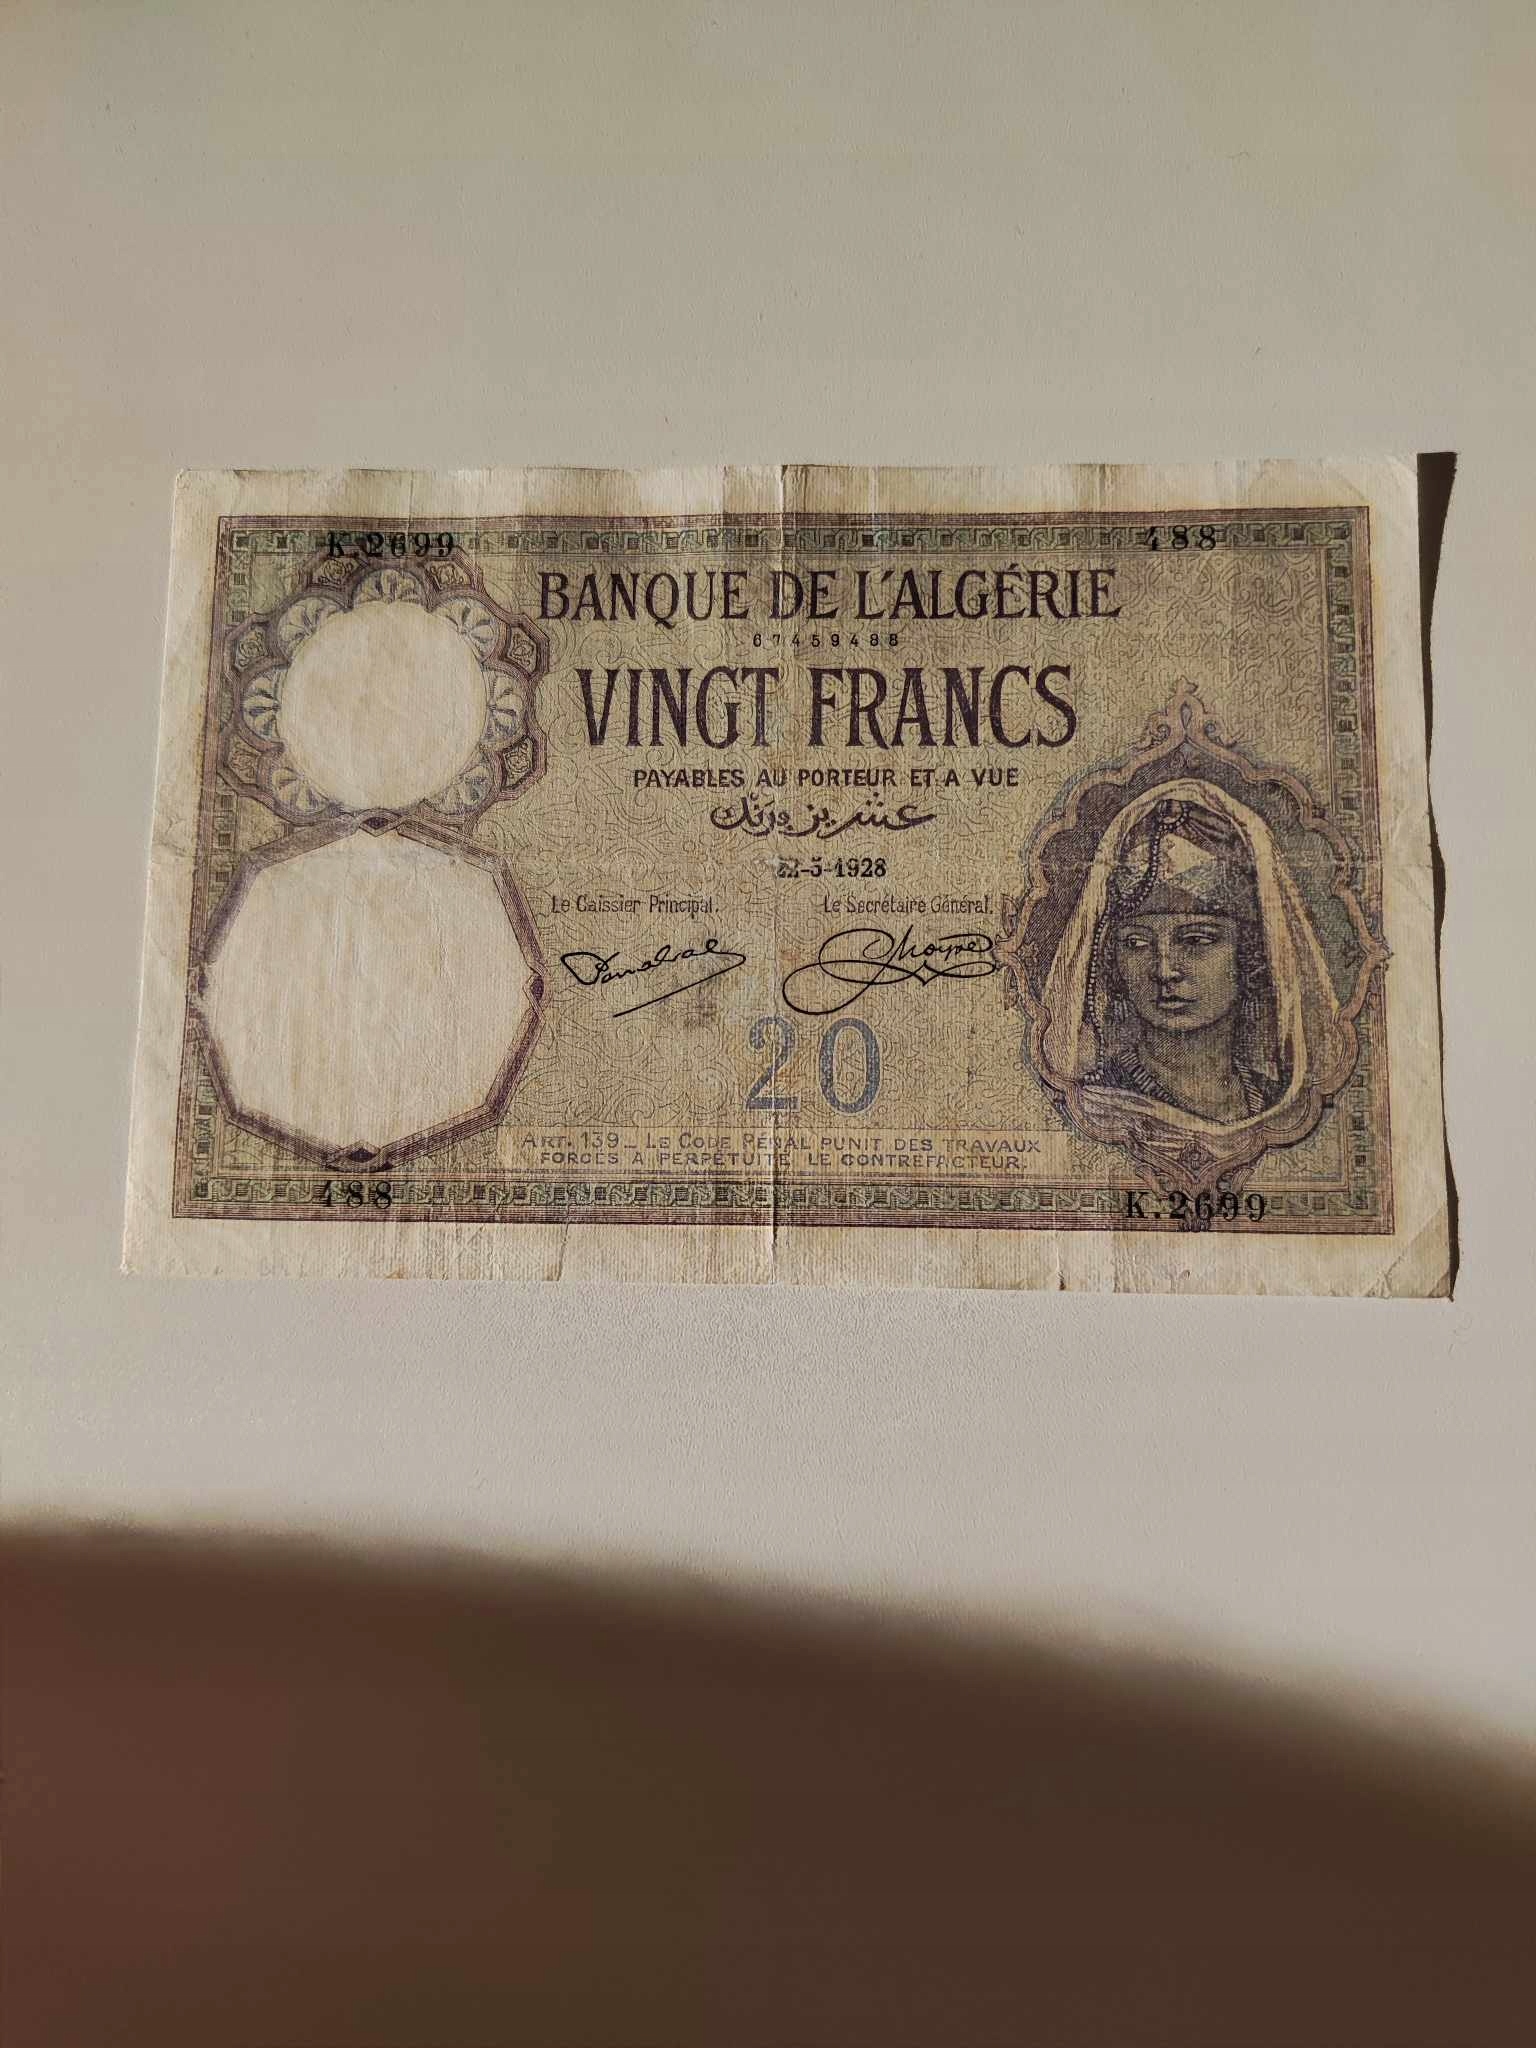 K.2699
488
BANQUE DE L'ALGÉRIE
67459488
VINGT FRANCS
PAYABLES AU PORTEUR ET A VUE
عشرين فرنك
22-5-1928
Le Caissier Principal.
Le Secrétaire Général.
20
ART. 139_ LE CODE PÉNAL PUNIT DES TRAVAUX
FORCÉS A PERPÉTUITÉ LE CONTREFACTEUR.
488
K.2699